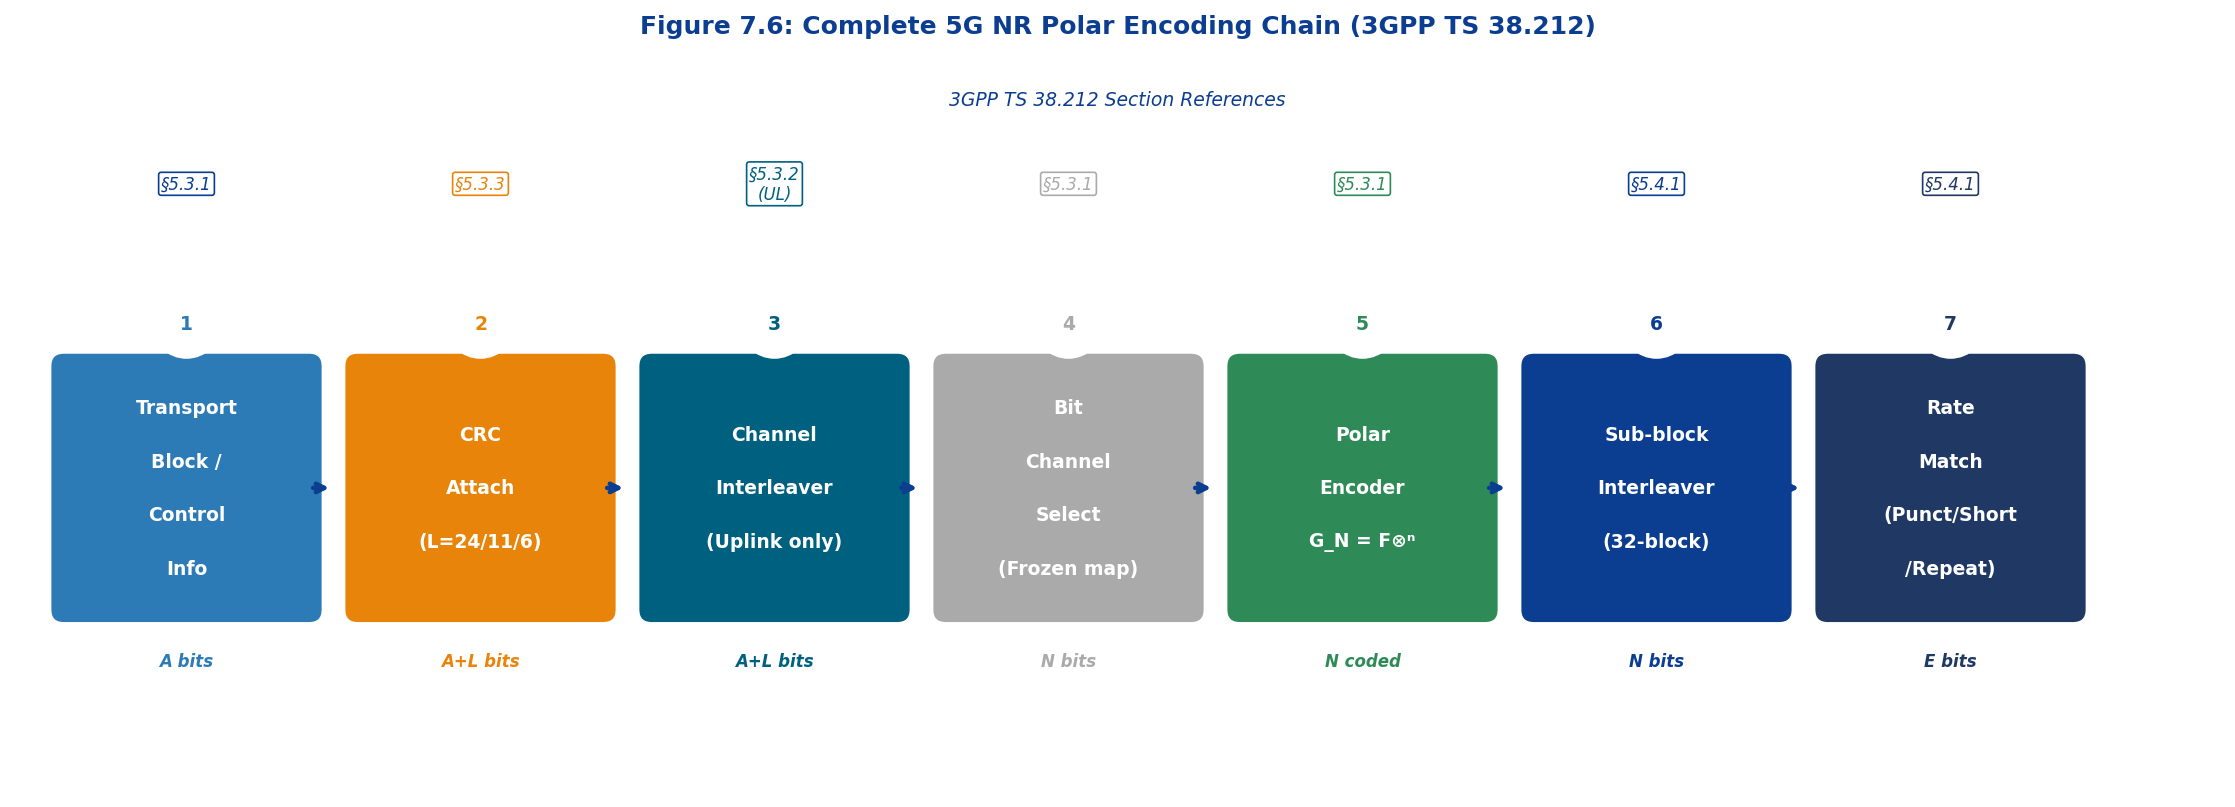 Figure 7.6: Complete 5G NR Polar Encoding Chain (3GPP TS 38.212)
3GPP TS 38.212 Section References
§5.3.1
§5.3.3
§5.3.2
(UL)
§5.3.1
§5.3.1
§5.4.1
§5.4.1
1
2
3
4
5
6
7
Transport
Block /
Control
Info
CRC
Attach
(L=24/11/6)
Channel
Interleaver
(Uplink only)
Bit
Channel
Select
(Frozen map)
Polar
Encoder
G_N = F⊗ⁿ
Sub-block
Interleaver
(32-block)
Rate
Match
(Punct/Short
/Repeat)
A bits
A+L bits
A+L bits
N bits
N coded
N bits
E bits